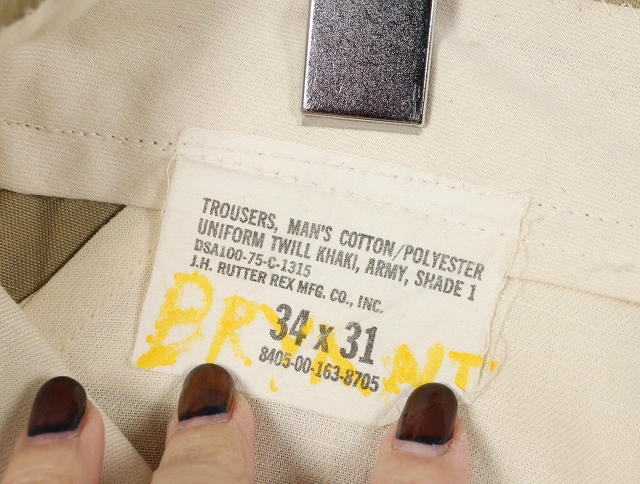 TROUSERS, MAN'S COTTON/POLYESTER
UNIFORM TWILL KHAKI, ARMY, SHADE 1
DSA100-75-C-1315
J.H. RUTTER REX MFG. CO., INC.
34 x 31
8405-00-163-8705
BRYANT